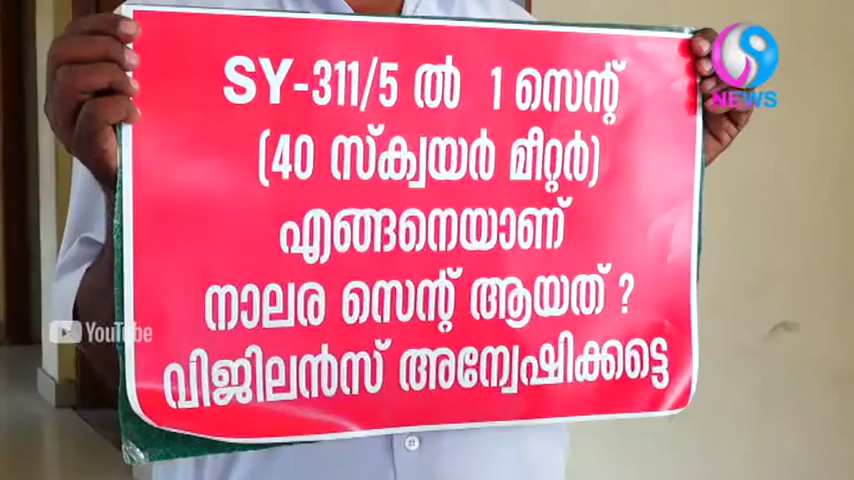 SY-311/5 ൽ 1 സെന്റ്
(40 സ്ക്വയർ മീറ്റർ)
എങ്ങനെയാണ്
നാലര സെന്റ് ആയത് ?
വിജിലൻസ് അന്വേഷിക്കട്ടെ
NEWS
YouTube